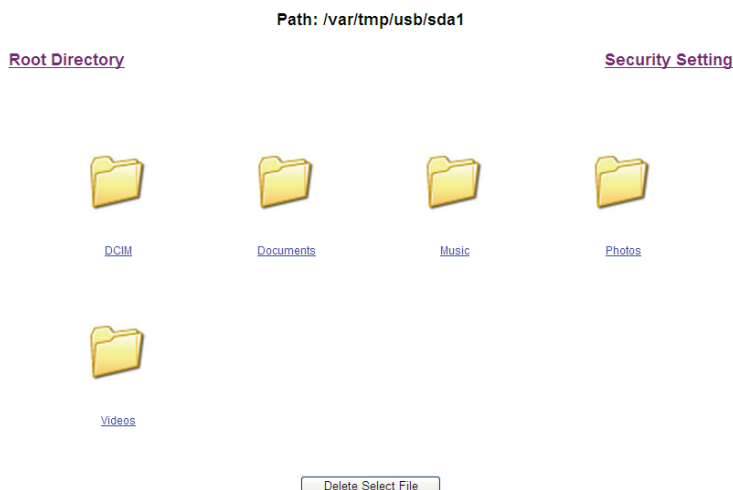 Path: /var/tmp/usb/sda1
Root Directory Security Setting
DCIM Documents Music Photos
Videos
Delete Select File